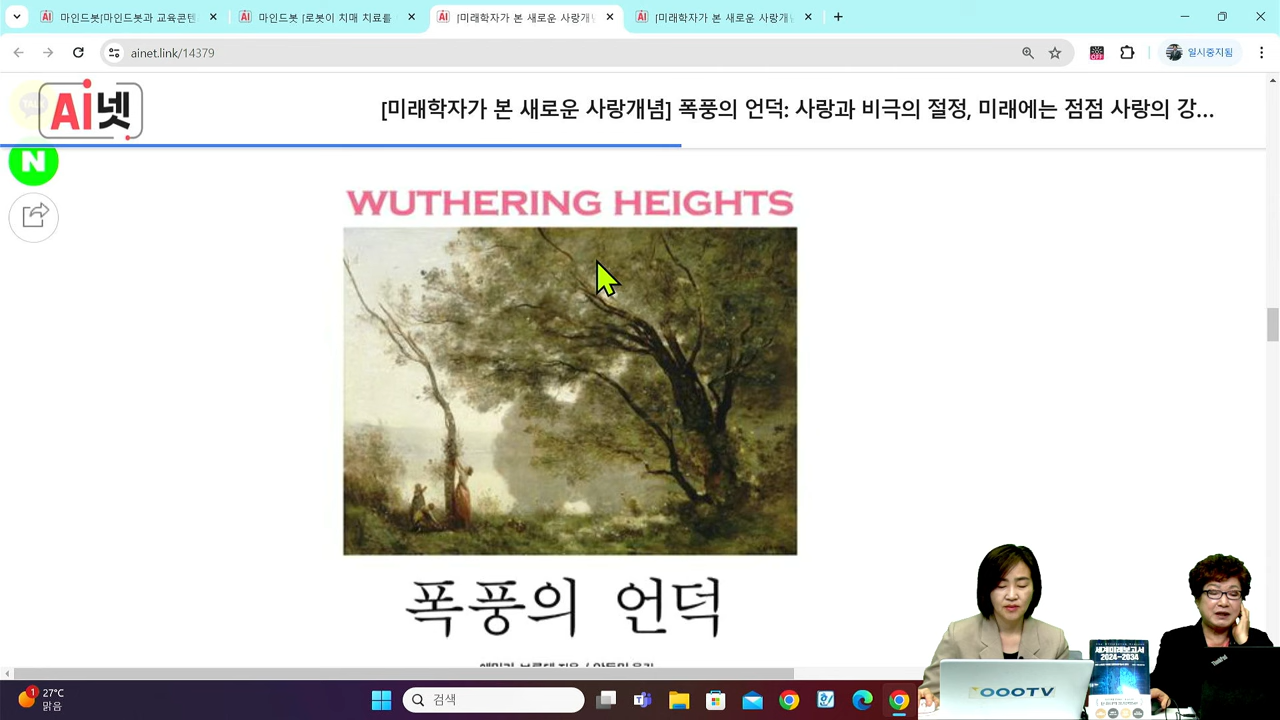 마인드봇[마인드봇과 교육콘텐
마인드봇 [로봇이 치매 치료를
[미래학자가 본 새로운 사랑개념
[미래학자가 본 새로운 사랑개념
ainet.link/14379
OFF
일시중지됨
TALK
Ai넷
[미래학자가 본 새로운 사랑개념] 폭풍의 언덕: 사랑과 비극의 절정, 미래에는 점점 사랑의 강...
N
WUTHERING HEIGHTS
폭풍의 언덕
세계미래보고서
2024-2034
ThinkPad
1
27°C
맑음
검색